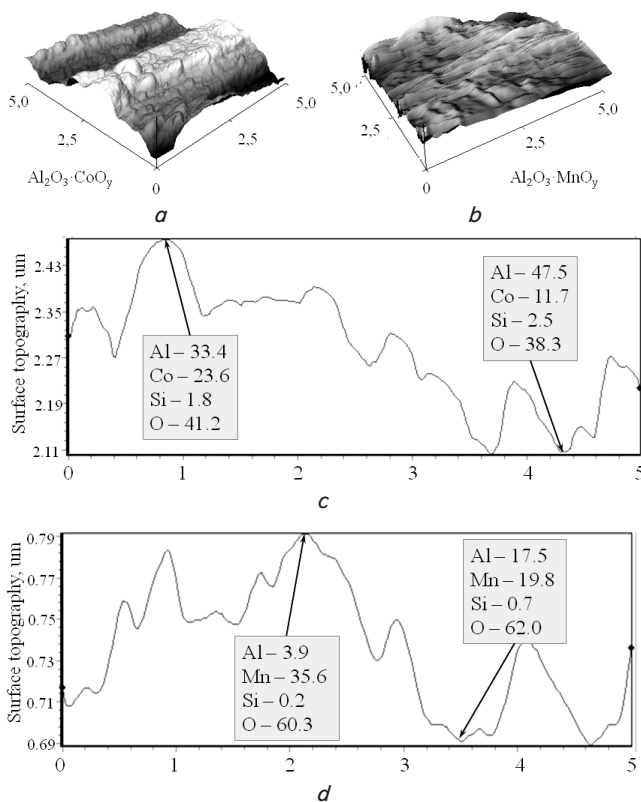 5,0
2,5
0
2,5
5,0
Al₂O₃·CoOᵧ
a
5,0
2,5
0
2,5
5,0
Al₂O₃·MnOᵧ
b
Surface topography, um
2.43
2.35
2.27
2.19
2.11
Al – 33.4
Co – 23.6
Si – 1.8
O – 41.2
Al – 47.5
Co – 11.7
Si – 2.5
O – 38.3
0 1 2 3 4 5
c
Surface topography, um
0.79
0.77
0.75
0.73
0.71
0.69
Al – 3.9
Mn – 35.6
Si – 0.2
O – 60.3
Al – 17.5
Mn – 19.8
Si – 0.7
O – 62.0
0 1 2 3 4 5
d